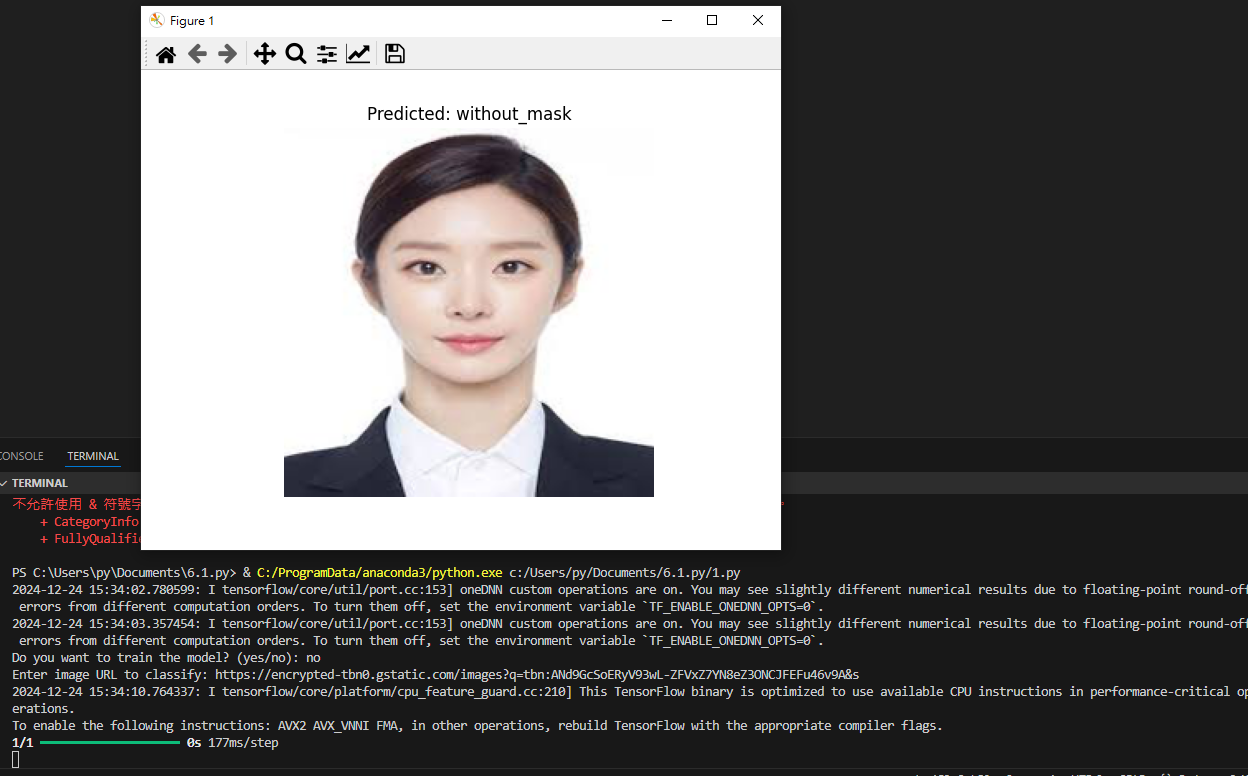 Figure 1
Predicted: without_mask
CONSOLE
TERMINAL
TERMINAL
不允許使用 & 符號字
+ CategoryInfo
+ FullyQualifie
PS C:\Users\py\Documents\6.1.py> & C:/ProgramData/anaconda3/python.exe c:/Users/py/Documents/6.1.py/1.py
2024-12-24 15:34:02.780599: I tensorflow/core/util/port.cc:153] oneDNN custom operations are on. You may see slightly different numerical results due to floating-point round-off
errors from different computation orders. To turn them off, set the environment variable `TF_ENABLE_ONEDNN_OPTS=0`.
2024-12-24 15:34:03.357454: I tensorflow/core/util/port.cc:153] oneDNN custom operations are on. You may see slightly different numerical results due to floating-point round-off
errors from different computation orders. To turn them off, set the environment variable `TF_ENABLE_ONEDNN_OPTS=0`.
Do you want to train the model? (yes/no): no
Enter image URL to classify: https://encrypted-tbn0.gstatic.com/images?q=tbn:ANd9GcSoERyV93wL-ZFVxZ7YN8eZ3ONCJFEFu46v9A&s
2024-12-24 15:34:10.764337: I tensorflow/core/platform/cpu_feature_guard.cc:210] This TensorFlow binary is optimized to use available CPU instructions in performance-critical op
erations.
To enable the following instructions: AVX2 AVX_VNNI FMA, in other operations, rebuild TensorFlow with the appropriate compiler flags.
1/1 0s 177ms/step